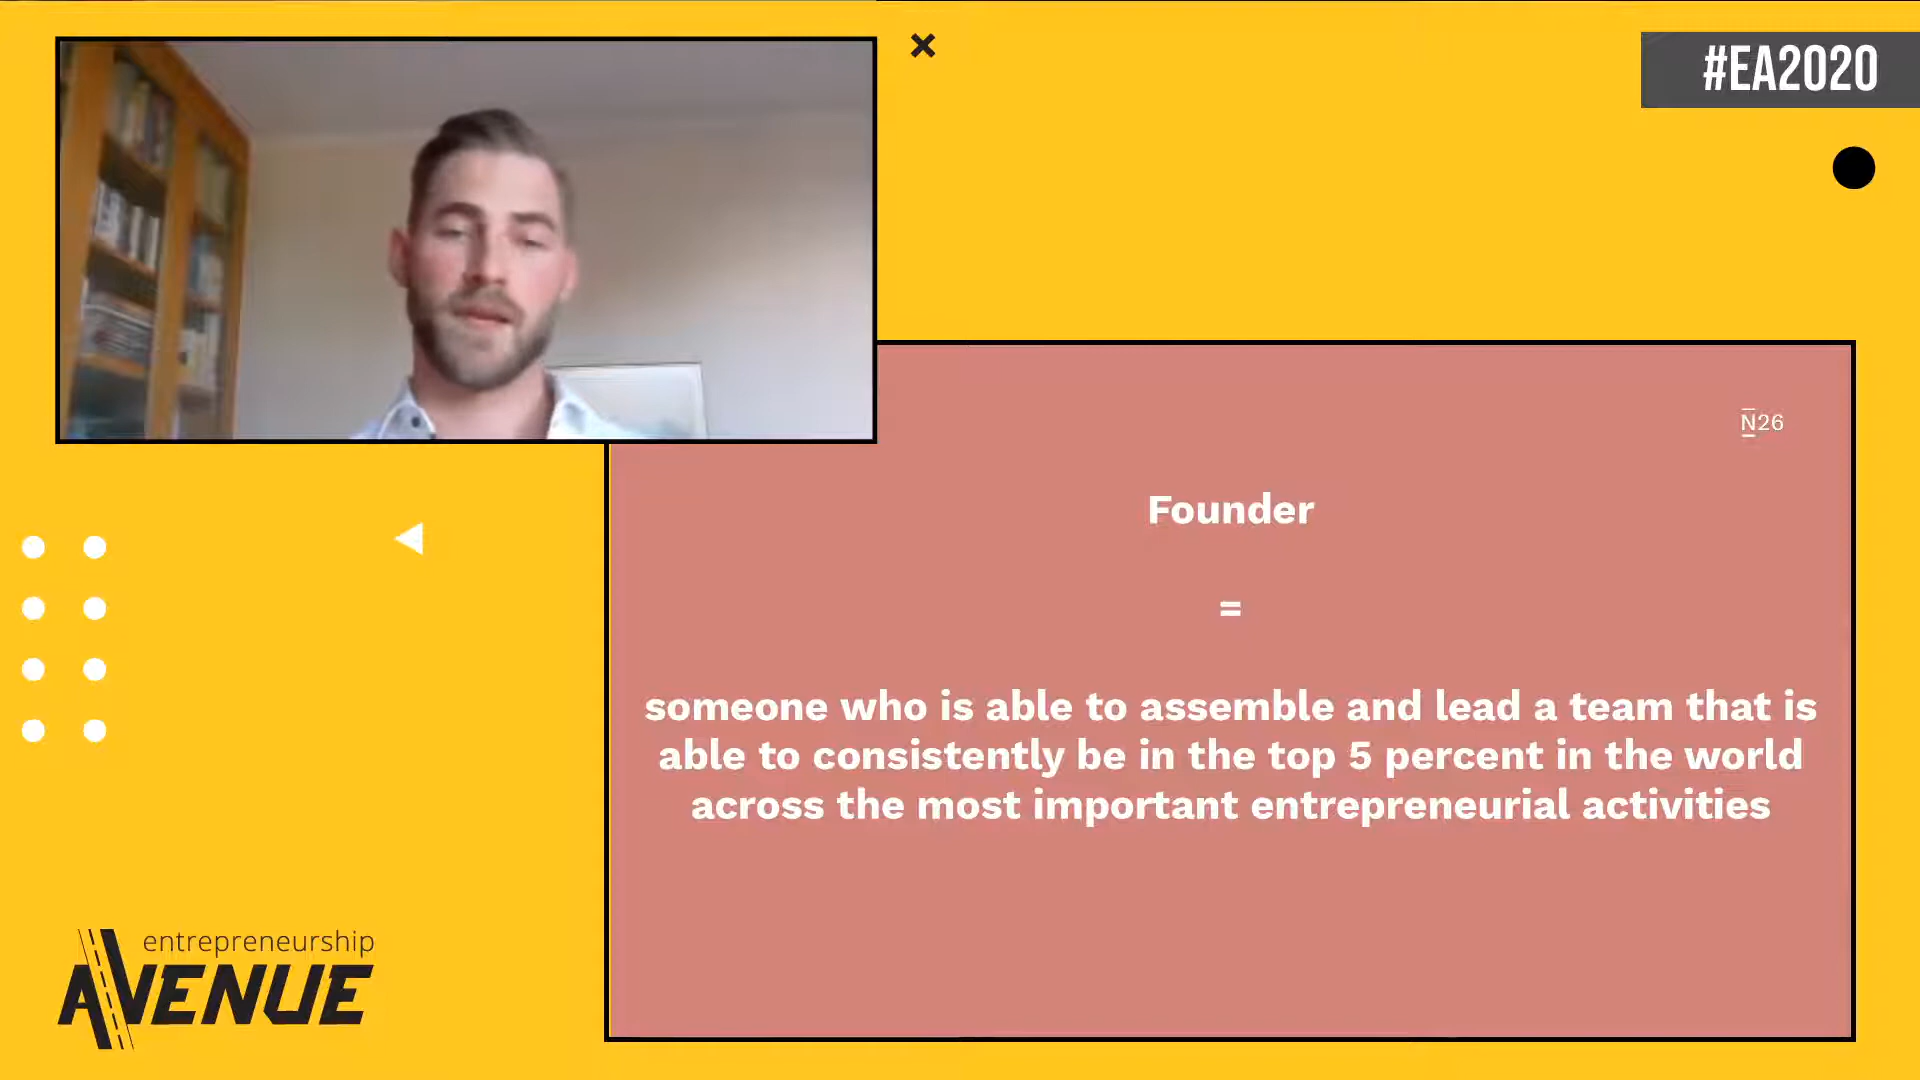 #EA2020
N26
Founder
=
someone who is able to assemble and lead a team that is
able to consistently be in the top 5 percent in the world
across the most important entrepreneurial activities
entrepreneurship
AVENUE